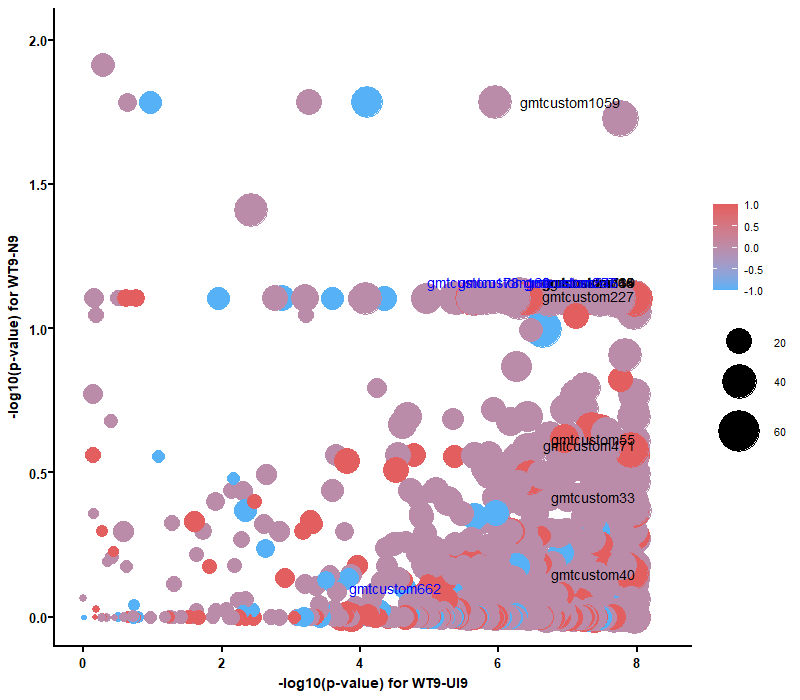 2.0
1.5
1.0
0.5
0.0
-log10(p-value) for WT9-N9
gmtcustom1059
gmtcustom227
gmtcustom55
gmtcustom471
gmtcustom33
gmtcustom40
gmtcustom662
0 2 4 6 8
-log10(p-value) for WT9-UI9
1.0
0.5
0.0
-0.5
-1.0
20
40
60